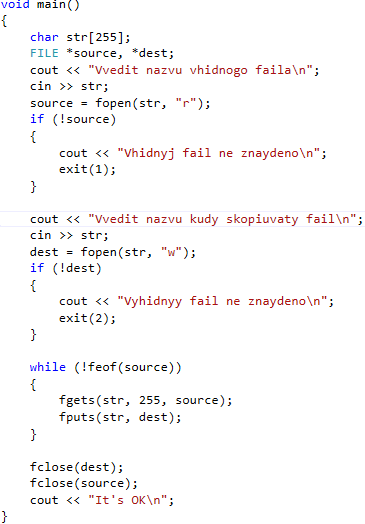 void main()
{
    char str[255];
    FILE *source, *dest;
    cout << "Vvedit nazvu vhidnogo faila\n";
    cin >> str;
    source = fopen(str, "r");
    if (!source)
    {
        cout << "Vhidnyj fail ne znaydeno\n";
        exit(1);
    }

    cout << "Vvedit nazvu kudy skopiuvaty fail\n";
    cin >> str;
    dest = fopen(str, "w");
    if (!dest)
    {
        cout << "Vyhidnyy fail ne znaydeno\n";
        exit(2);
    }

    while (!feof(source))
    {
        fgets(str, 255, source);
        fputs(str, dest);
    }

    fclose(dest);
    fclose(source);
    cout << "It's OK\n";
}